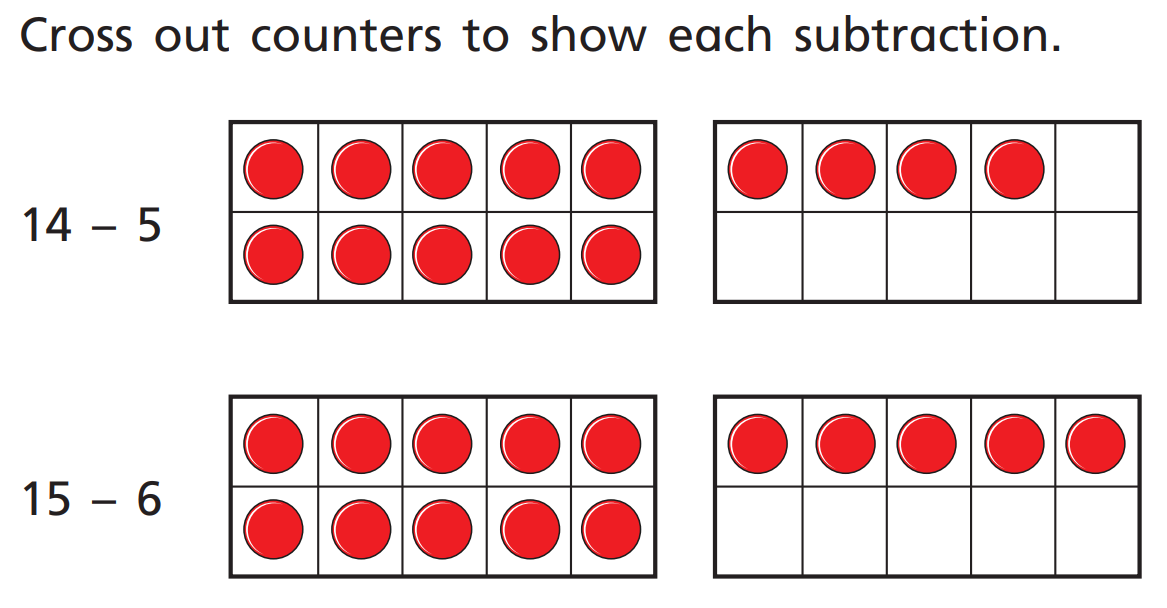 Cross out counters to show each subtraction.
14 – 5
15 – 6